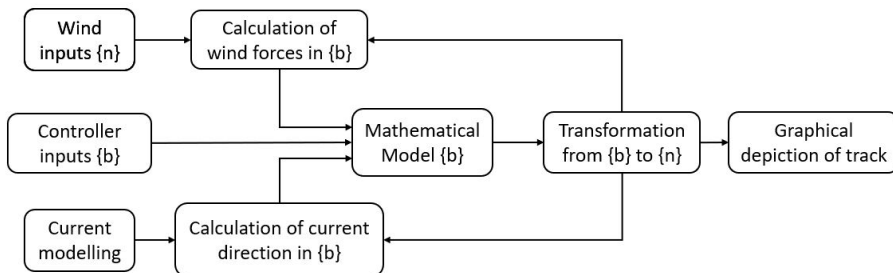 Wind
inputs {n}
Calculation of
wind forces in {b}
Controller
inputs {b}
Mathematical
Model {b}
Transformation
from {b} to {n}
Graphical
depiction of track
Current
modelling
Calculation of current
direction in {b}